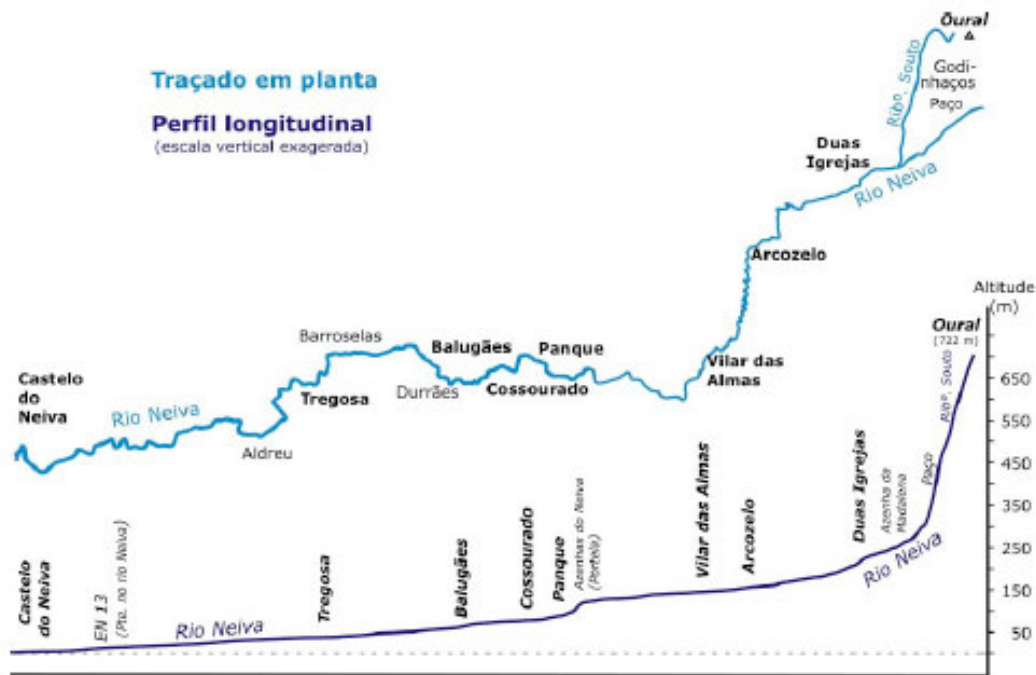 Oural
Traçado em planta
Godi-
nhaços
Ribº. Souto
Paço
Perfil longitudinal
(escala vertical exagerada)
Duas
Igrejas
Rio Neiva
Arcozelo
Altitude
(m)
Oural
(722 m)
Barroselas
Balugães
Panque
Vilar das
Almas
Castelo
do
Neiva
Tregosa
Durrães
Cossourado
Rio Neiva
Aldreu
Ribº. Souto
650
550
450
350
250
150
50
Castelo
do Neiva
EN 13
(Pte. no rio Neiva)
Rio Neiva
Tregosa
Balugães
Cossourado
Panque
Azenhas do Neiva
(Portela)
Vilar das Almas
Arcozelo
Duas Igrejas
Azenha da
Madalena
Paço
Rio Neiva